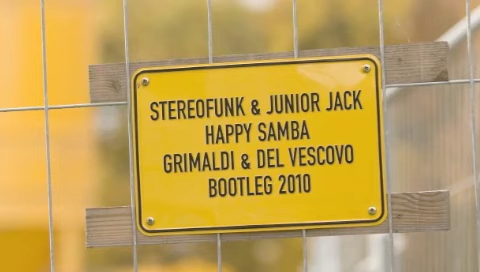 STEREOFUNK & JUNIOR JACK
HAPPY SAMBA
GRIMALDI & DEL VESCOVO
BOOTLEG 2010